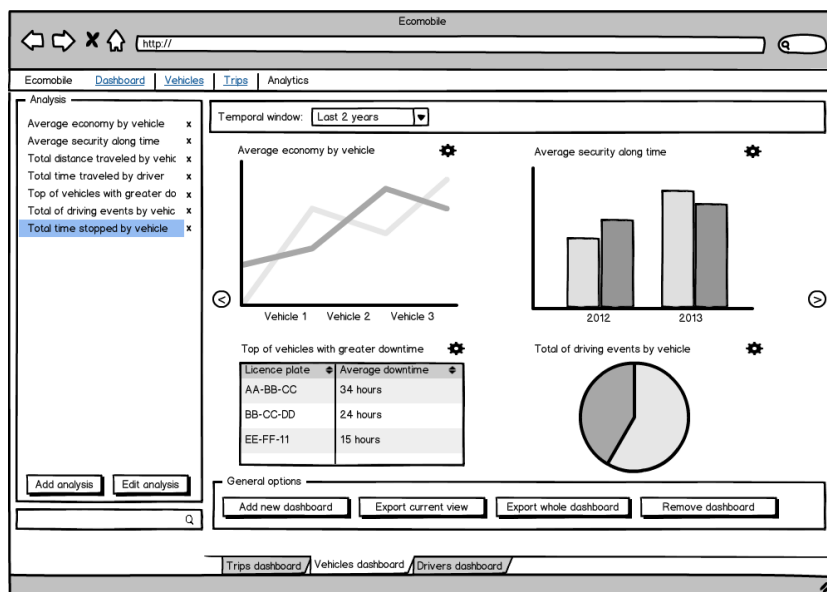 Ecomobile
http://
Ecomobile Dashboard Vehicles Trips Analytics
Analysis
Average economy by vehicle x
Average security along time x
Total distance traveled by vehic x
Total time traveled by driver x
Top of vehicles with greater do x
Total of driving events by vehic x
Total time stopped by vehicle x
Add analysis Edit analysis
Temporal window: Last 2 years
Average economy by vehicle
Vehicle 1 Vehicle 2 Vehicle 3
Average security along time
2012 2013
Top of vehicles with greater downtime
Licence plate Average downtime
AA-BB-CC 34 hours
BB-CC-DD 24 hours
EE-FF-11 15 hours
Total of driving events by vehicle
General options
Add new dashboard Export current view Export whole dashboard Remove dashboard
Trips dashboard Vehicles dashboard Drivers dashboard